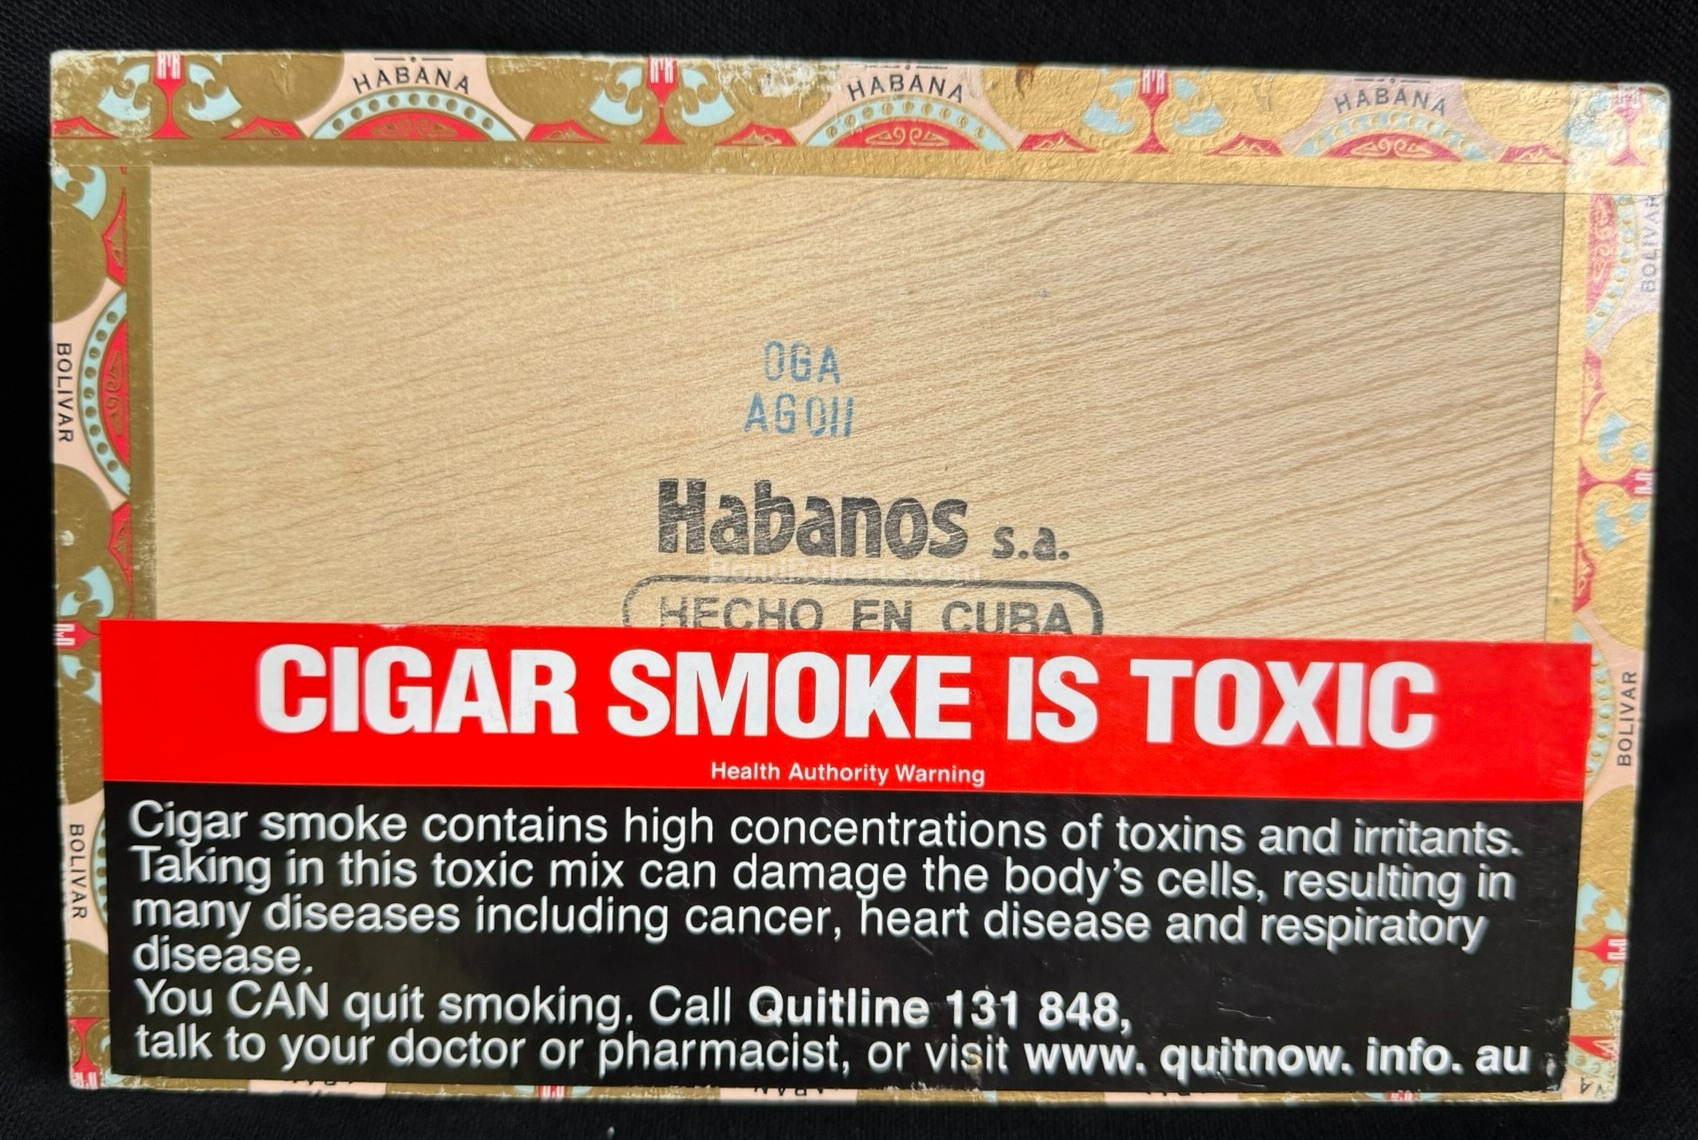 HABANA HABANA HABANA
BOLIVAR
BOLIVAR
OGA
AG011
Habanos s.a.
BondRoberts.com
HECHO EN CUBA
CIGAR SMOKE IS TOXIC
Health Authority Warning
Cigar smoke contains high concentrations of toxins and irritants.
Taking in this toxic mix can damage the body's cells, resulting in
many diseases including cancer, heart disease and respiratory
disease.
You CAN quit smoking. Call Quitline 131 848,
talk to your doctor or pharmacist, or visit www. quitnow. info. au
BOLIVAR
BOLIVAR